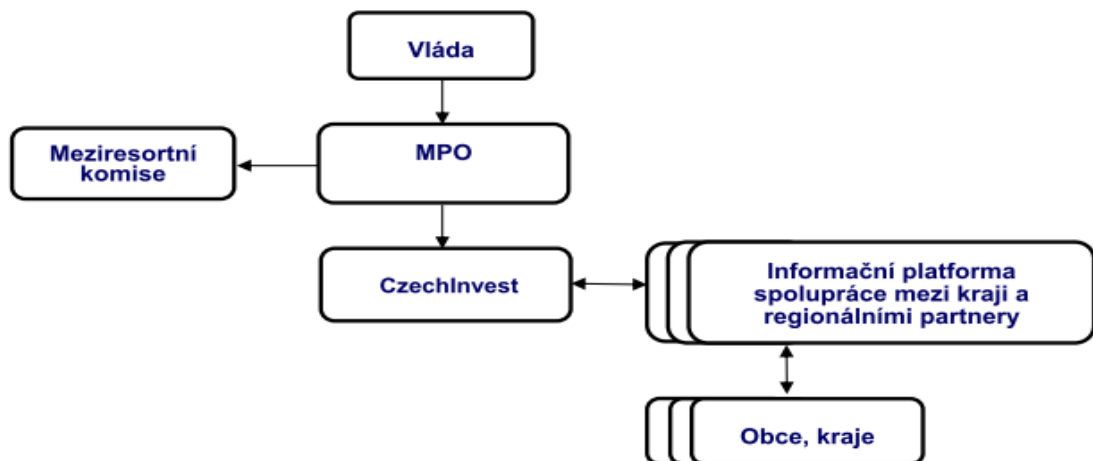 Vláda
MPO
Meziresortní
komise
CzechInvest
Informační platforma
spolupráce mezi kraji a
regionálními partnery
Obce, kraje